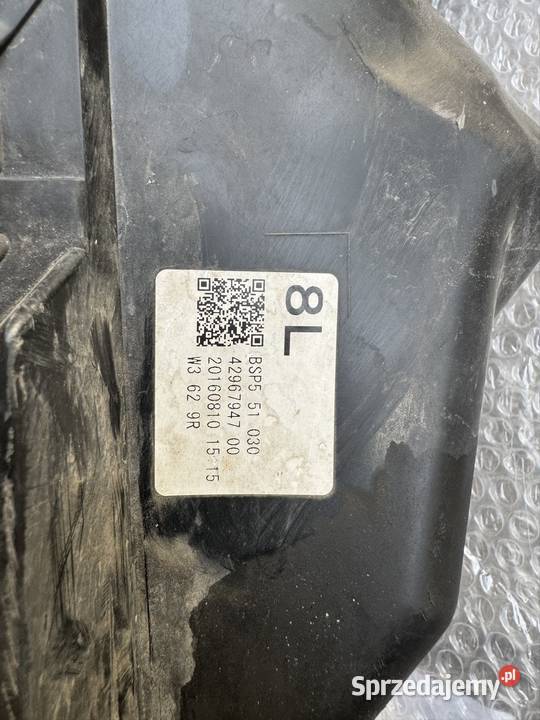 8L
BSP5 51 030
42967947 00
20160810 15:15
W3 62 9R
Sprzedajemy.pl